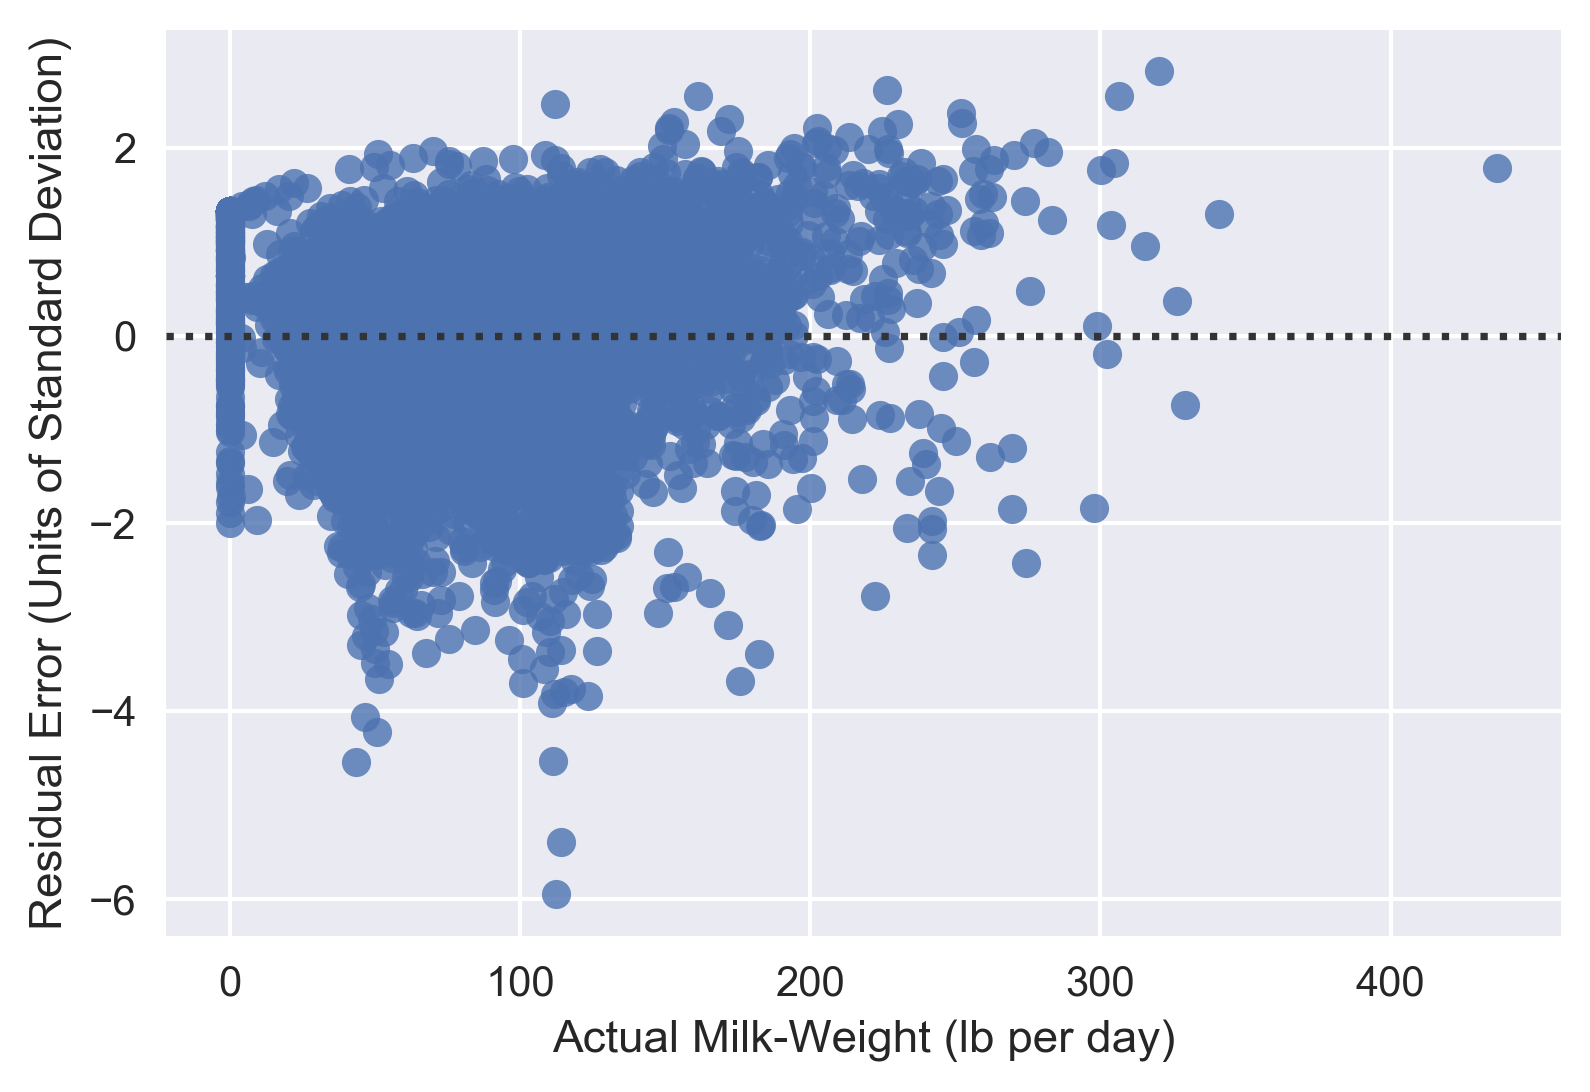 Residual Error (Units of Standard Deviation)
2
0
−2
−4
−6
0 100 200 300 400
Actual Milk-Weight (lb per day)